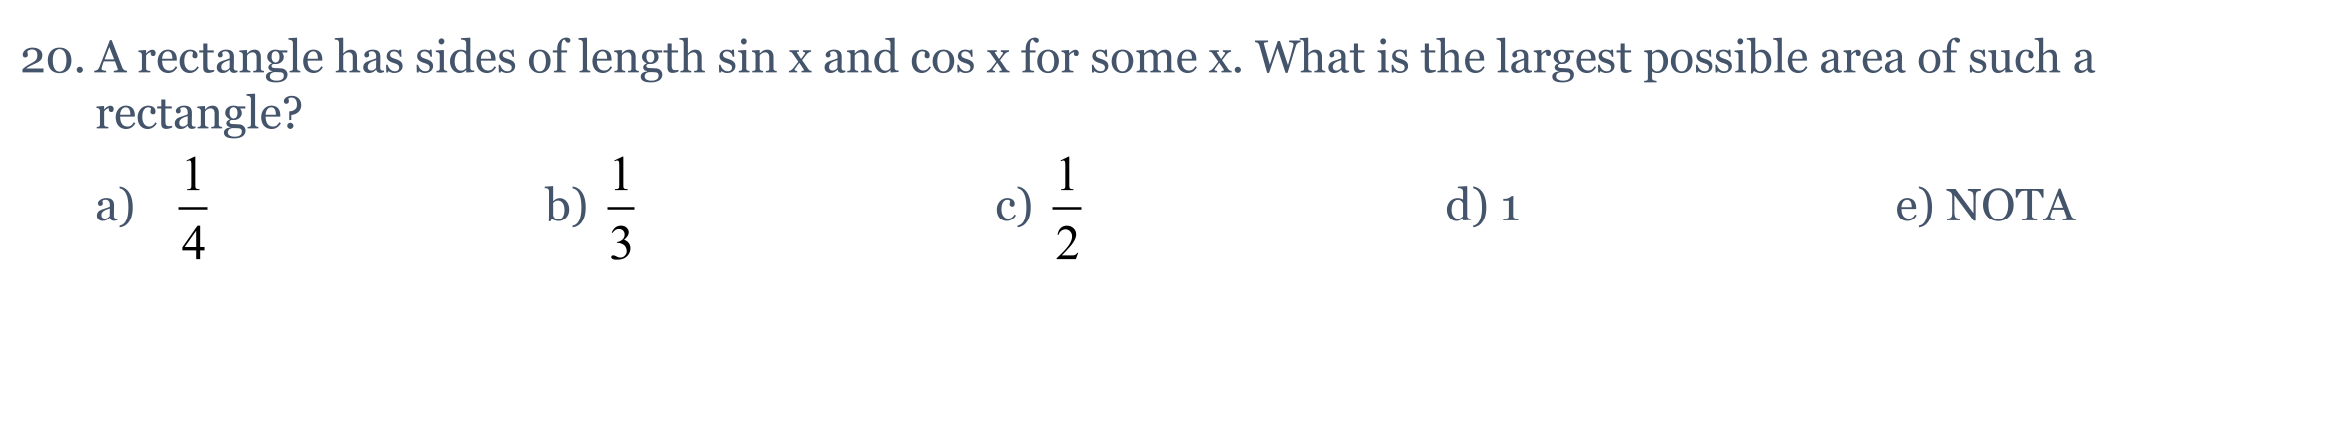 20. A rectangle has sides of length sin x and cos x for some x. What is the largest possible area of such a
rectangle?
a) 1/4 b) 1/3 c) 1/2 d) 1 e) NOTA